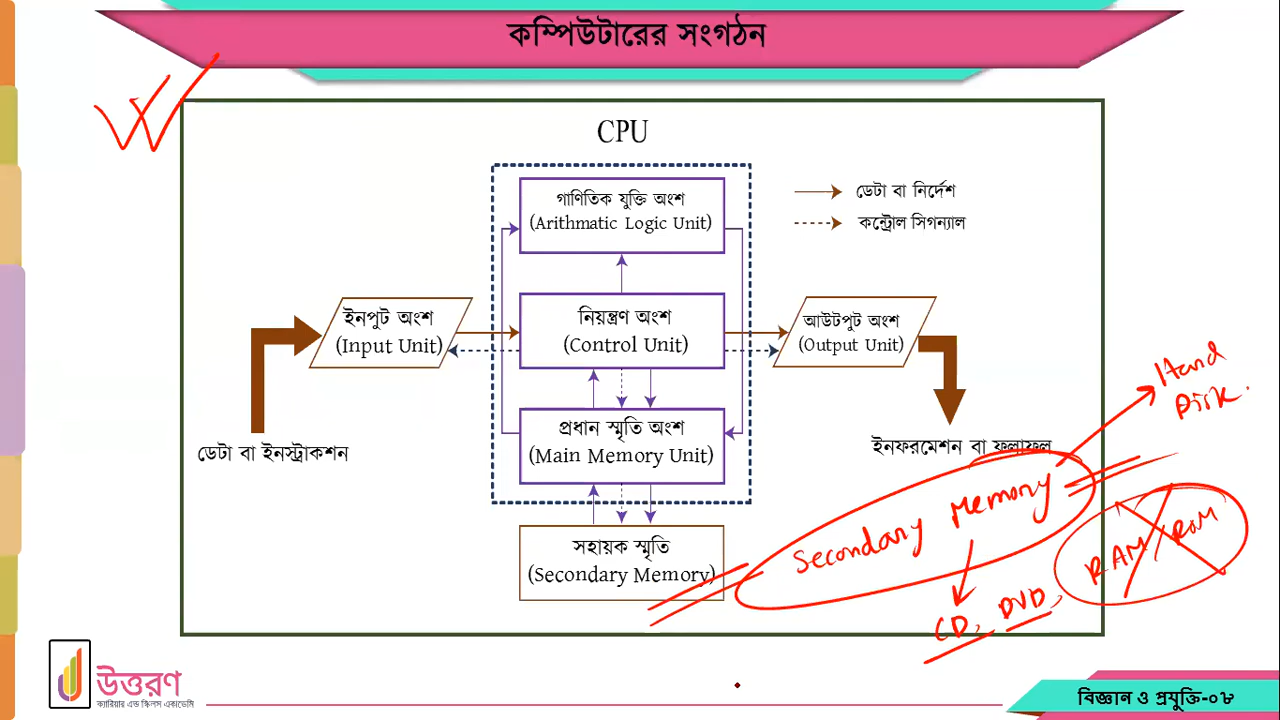 কম্পিউটারের সংগঠন
CPU
গাণিতিক যুক্তি অংশ
(Arithmatic Logic Unit)
ডেটা বা নির্দেশ
কন্ট্রোল সিগন্যাল
ইনপুট অংশ
(Input Unit)
নিয়ন্ত্রণ অংশ
(Control Unit)
আউটপুট অংশ
(Output Unit)
ডেটা বা ইনস্ট্রাকশন
প্রধান স্মৃতি অংশ
(Main Memory Unit)
ইনফরমেশন বা ফলাফল
সহায়ক স্মৃতি
(Secondary Memory)
Hard
Disk.
Secondary Memory
CD, DVD,
RAM/ROM
উত্তরণ
ক্যারিয়ার এন্ড স্কিলস একাডেমি
বিজ্ঞান ও প্রযুক্তি-০৮